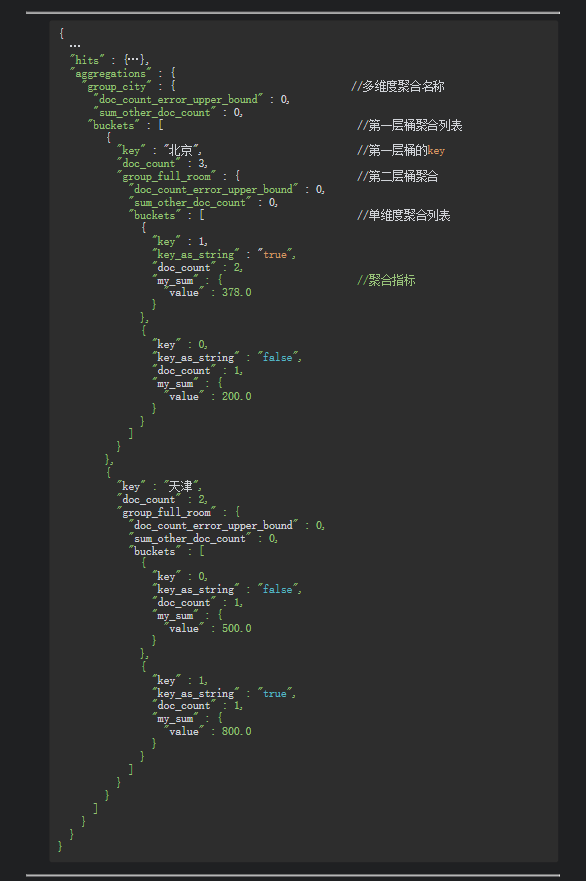 {
  …
  "hits" : {…},
  "aggregations" : {
    "group_city" : {                              //多维度聚合名称
      "doc_count_error_upper_bound" : 0,
      "sum_other_doc_count" : 0,
     "buckets" : [                                 //第一层桶聚合列表
        {
          "key" : "北京",                           //第一层桶的key
          "doc_count" : 3,
          "group_full_room" : {                    //第二层桶聚合
            "doc_count_error_upper_bound" : 0,
            "sum_other_doc_count" : 0,
            "buckets" : [                          //单维度聚合列表
              {
                "key" : 1,
                "key_as_string" : "true",
                "doc_count" : 2,
                "my_sum" : {                       //聚合指标
                  "value" : 378.0
                }
              },
              {
                "key" : 0,
                "key_as_string" : "false",
                "doc_count" : 1,
                "my_sum" : {
                  "value" : 200.0
                }
              }
            ]
          }
        },
        {
          "key" : "天津",
          "doc_count" : 2,
          "group_full_room" : {
            "doc_count_error_upper_bound" : 0,
            "sum_other_doc_count" : 0,
            "buckets" : [
              {
                "key" : 0,
                "key_as_string" : "false",
                "doc_count" : 1,
                "my_sum" : {
                  "value" : 500.0
                }
              },
              {
                "key" : 1,
                "key_as_string" : "true",
                "doc_count" : 1,
                "my_sum" : {
                  "value" : 800.0
                }
              }
            ]
          }
        }
      ]
    }
  }
}